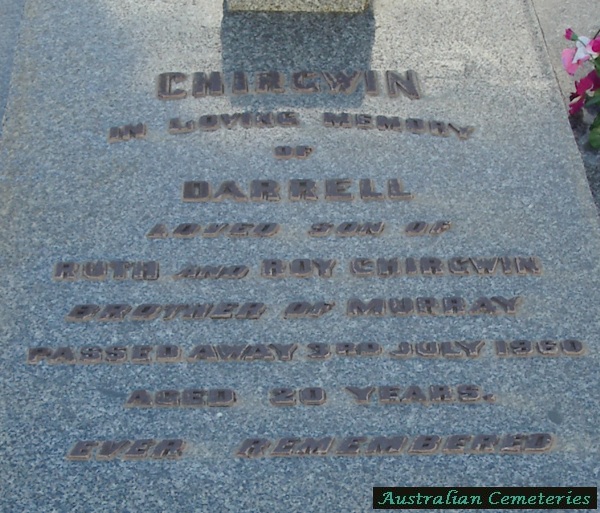 CHIRGWIN
IN LOVING MEMORY
OF
DARRELL
LOVED SON OF
RUTH AND ROY CHIRGWIN
BROTHER OF MURRAY
PASSED AWAY 3RD JULY 1960
AGED 20 YEARS.
EVER REMEMBERED
Australian Cemeteries